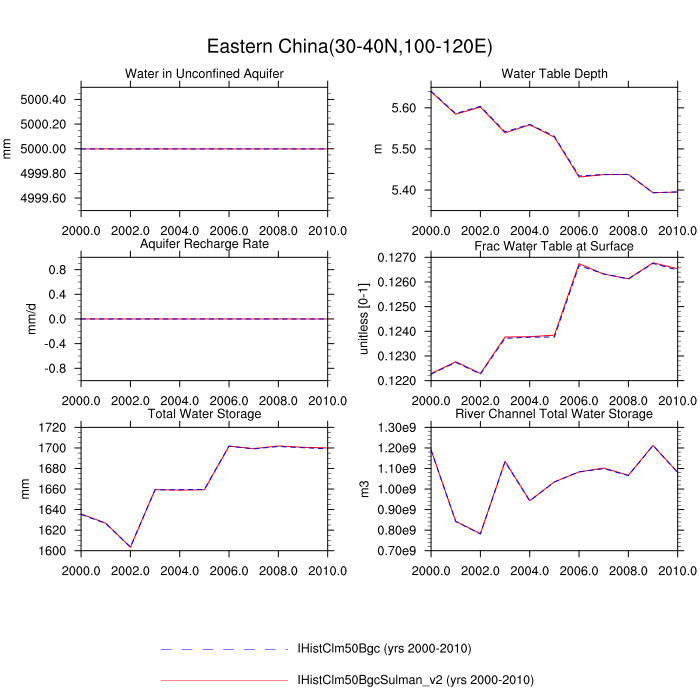 Eastern China(30-40N,100-120E)
Water in Unconfined Aquifer
5000.40
5000.20
5000.00
4999.80
4999.60
mm
2000.0 2002.0 2004.0 2006.0 2008.0 2010.0
Water Table Depth
5.60
5.50
5.40
m
2000.0 2002.0 2004.0 2006.0 2008.0 2010.0
Aquifer Recharge Rate
0.8
0.4
0.0
-0.4
-0.8
mm/d
2000.0 2002.0 2004.0 2006.0 2008.0 2010.0
Frac Water Table at Surface
0.1270
0.1260
0.1250
0.1240
0.1230
0.1220
unitless [0-1]
2000.0 2002.0 2004.0 2006.0 2008.0 2010.0
Total Water Storage
1720
1700
1680
1660
1640
1620
1600
mm
2000.0 2002.0 2004.0 2006.0 2008.0 2010.0
River Channel Total Water Storage
1.30e9
1.20e9
1.10e9
1.00e9
0.90e9
0.80e9
0.70e9
m3
2000.0 2002.0 2004.0 2006.0 2008.0 2010.0
IHistClm50Bgc (yrs 2000-2010)
IHistClm50BgcSulman_v2 (yrs 2000-2010)